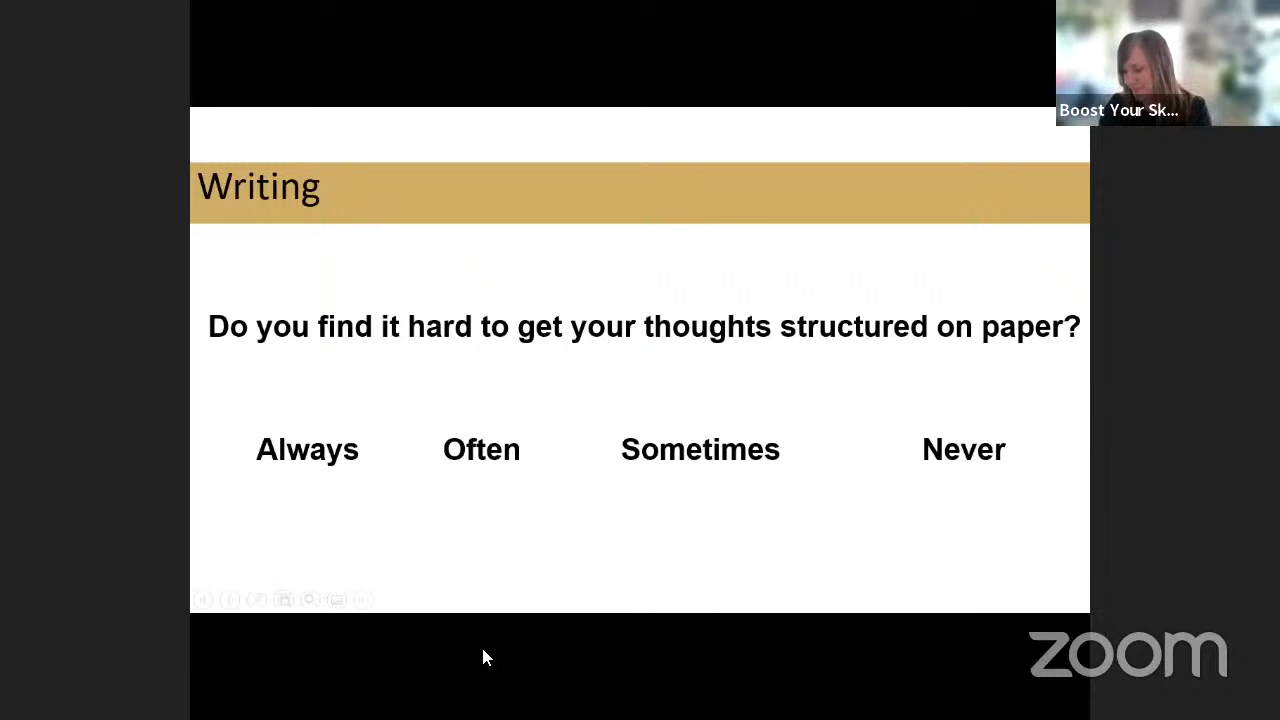 Boost Your Sk...
Writing
Do you find it hard to get your thoughts structured on paper?
Always Often Sometimes Never
zoom